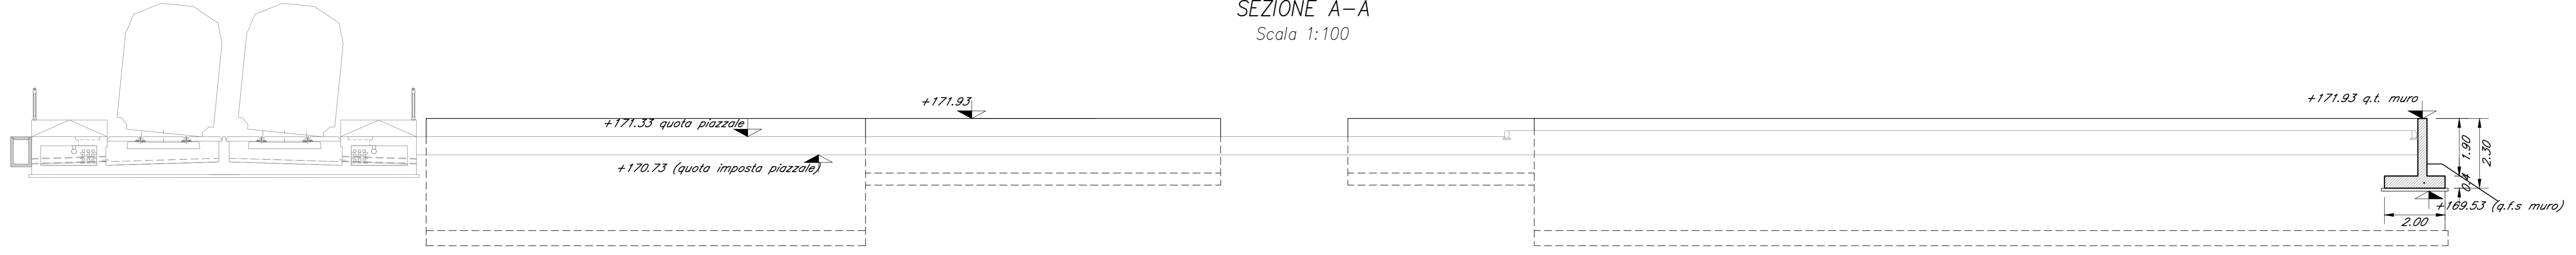 SEZIONE A-A
Scala 1:100
+171.93
+171.93 q.t. muro
+171.33 quota piazzale
+170.73 (quota imposta piazzale)
1.90
2.30
0.4
+169.53 (q.f.s muro)
2.00